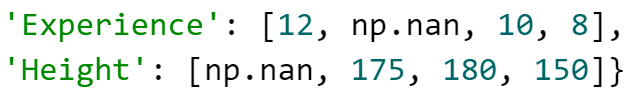 'Experience': [12, np.nan, 10, 8],
'Height': [np.nan, 175, 180, 150]}